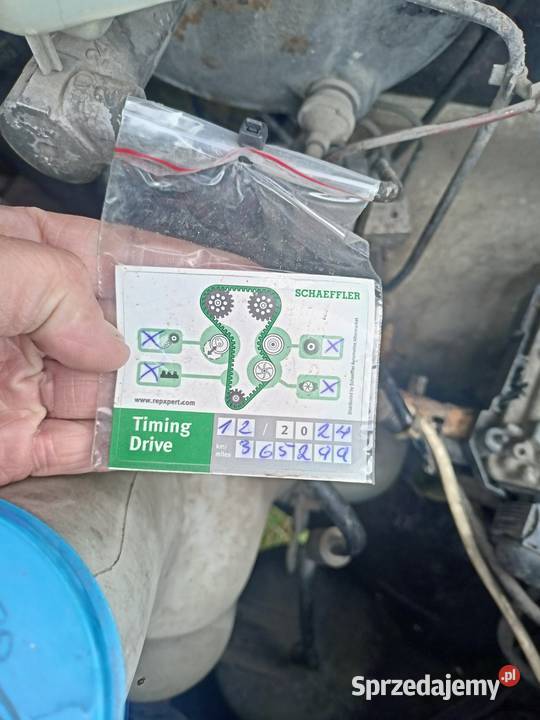 SCHAEFFLER
www.repxpert.com
Timing Drive
12/2024
km/miles 365299
Sprzedajemy.pl